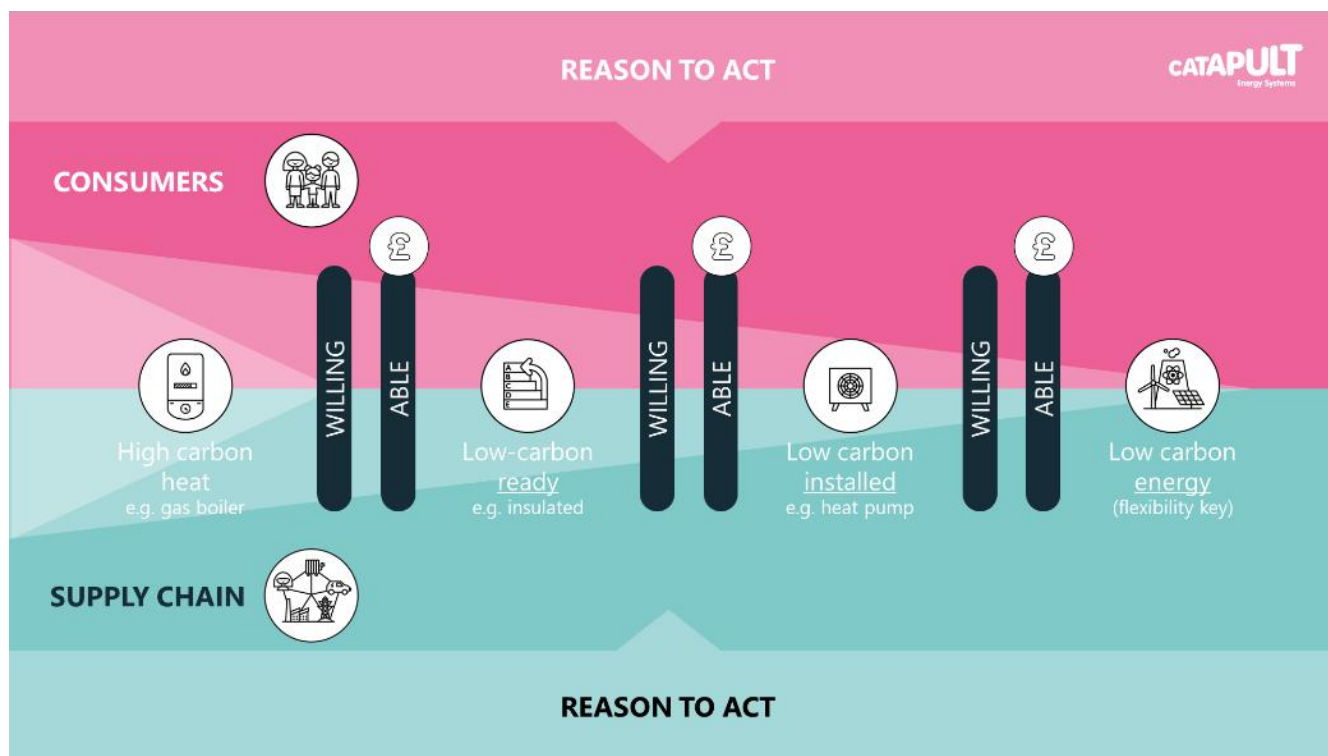 REASON TO ACT
CATAPULT
Energy Systems
CONSUMERS
£
£
£
WILLING
ABLE
WILLING
ABLE
WILLING
ABLE
A
B
C
D
E
High carbon
heat
e.g. gas boiler
Low-carbon
ready
e.g. insulated
Low carbon
installed
e.g. heat pump
Low carbon
energy
(flexibility key)
SUPPLY CHAIN
REASON TO ACT